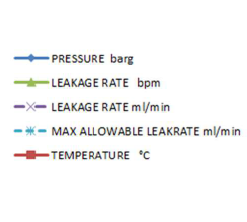 PRESSURE barg
LEAKAGE RATE bpm
LEAKAGE RATE ml/min
MAX ALLOWABLE LEAKRATE ml/min
TEMPERATURE °C